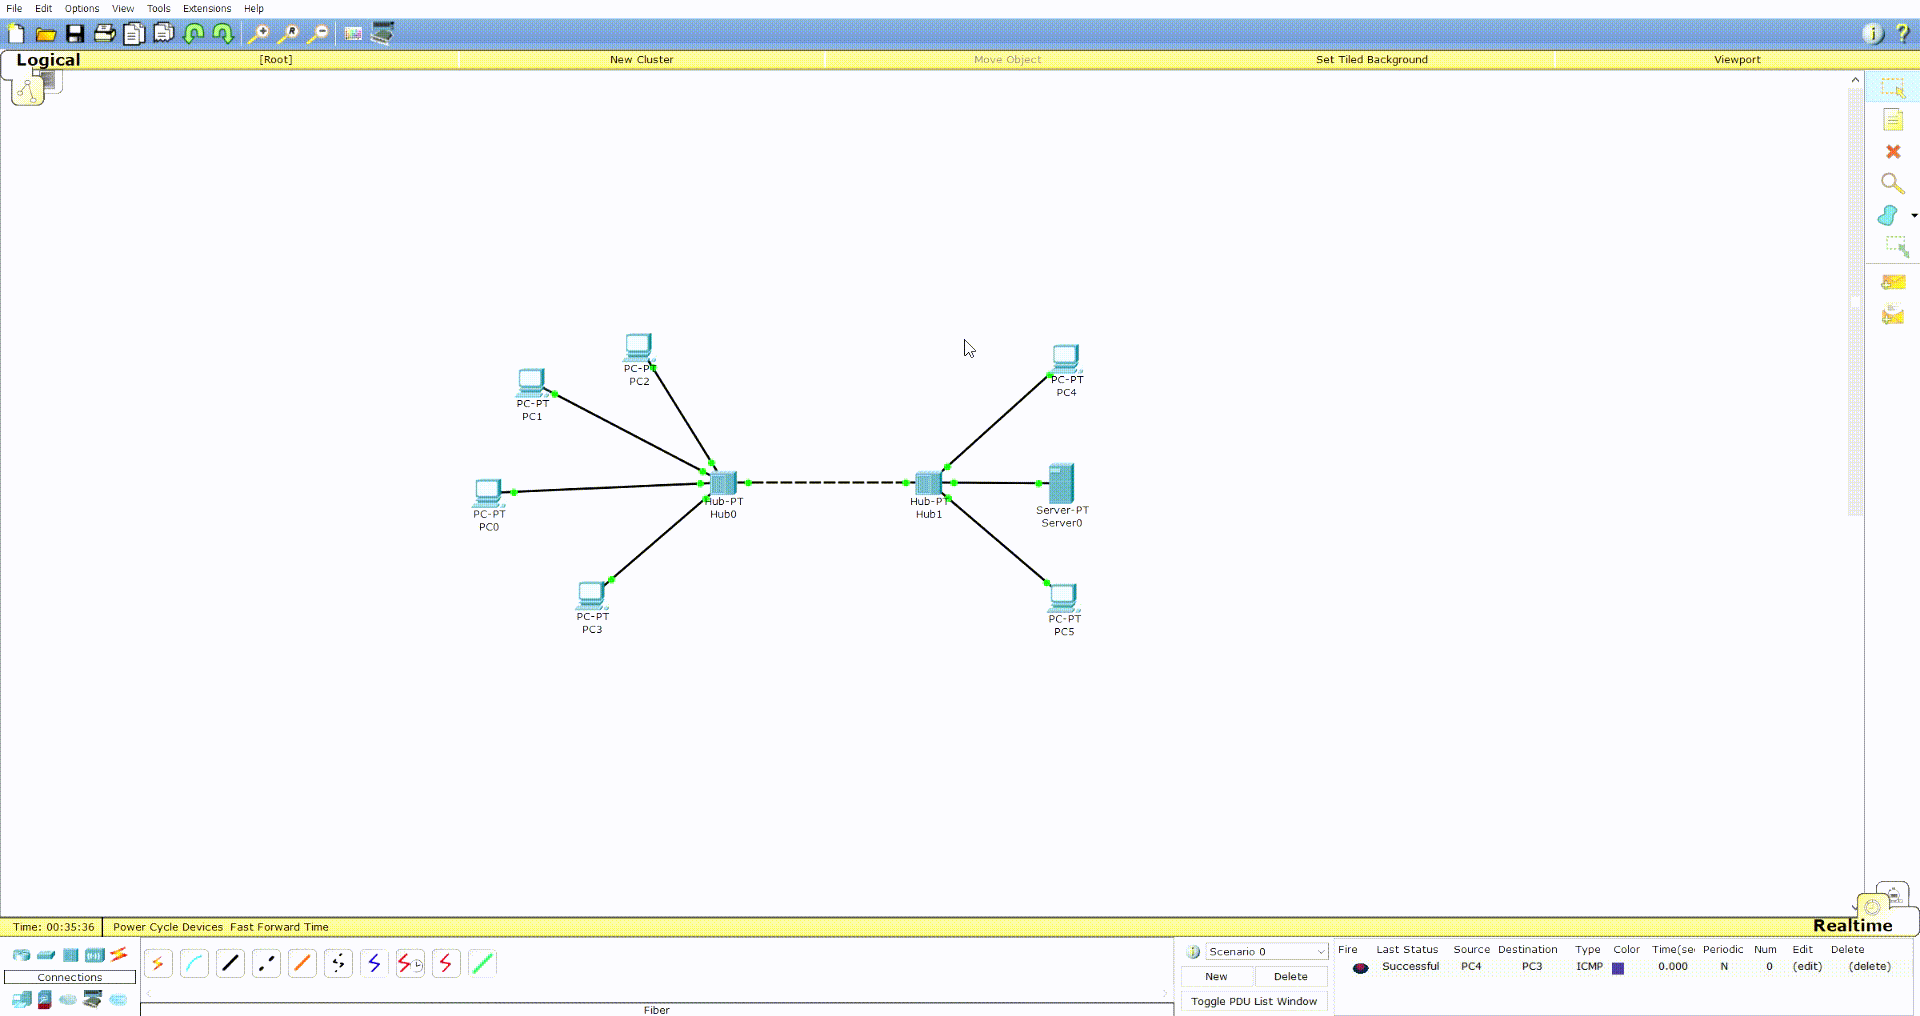 File Edit Options View Tools Extensions Help
Logical [Root] New Cluster Move Object Set Tiled Background Viewport
PC-PT
PC2
PC-PT
PC4
PC-PT
PC1
Hub-PT
Hub0
Hub-PT
Hub1
Server-PT
Server0
PC-PT
PC0
PC-PT
PC3
PC-PT
PC5
Realtime
Time: 00:35:36 Power Cycle Devices Fast Forward Time
Connections
Fiber
Scenario 0
New Delete
Toggle PDU List Window
Fire Last Status Source Destination Type Color Time(sec Periodic Num Edit Delete
Successful PC4 PC3 ICMP 0.000 N 0 (edit) (delete)